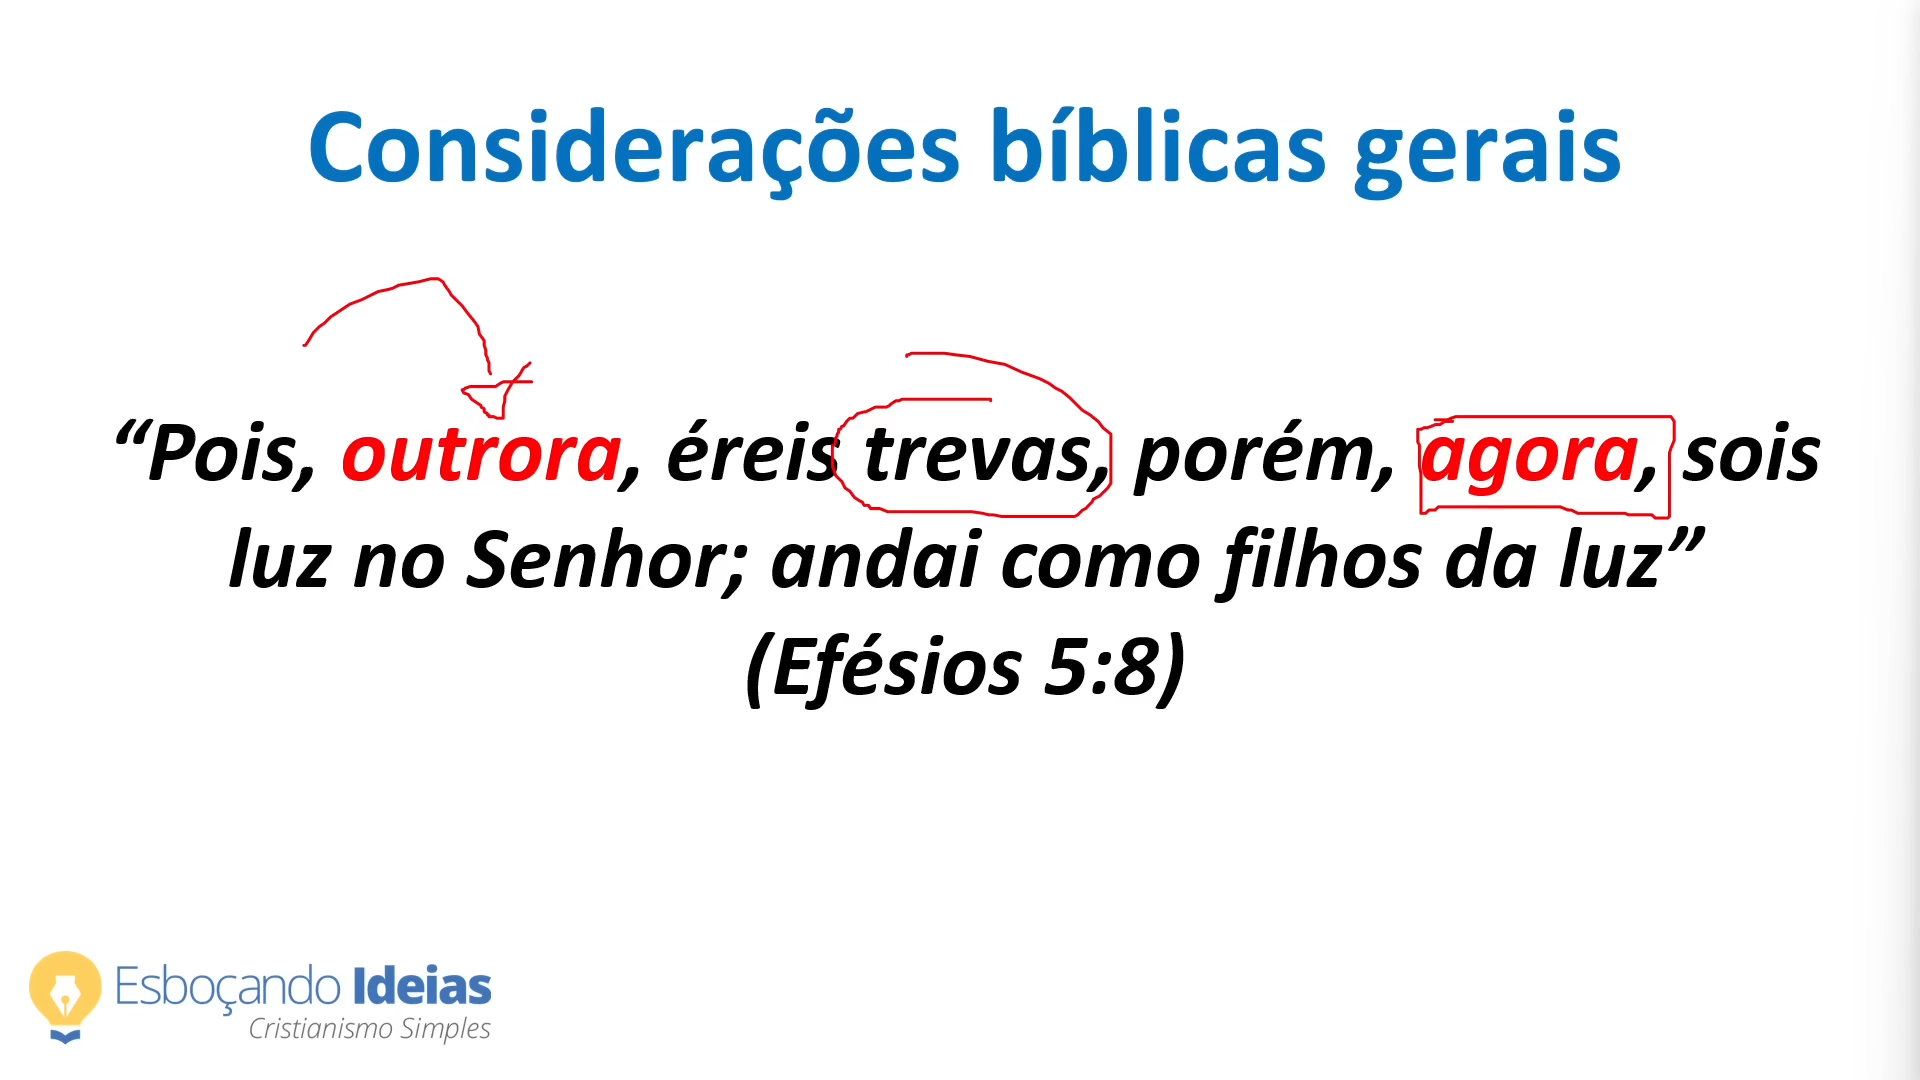 Considerações bíblicas gerais
“Pois, outrora, éreis trevas, porém, agora, sois
luz no Senhor; andai como filhos da luz”
(Efésios 5:8)
Esboçando Ideias
Cristianismo Simples